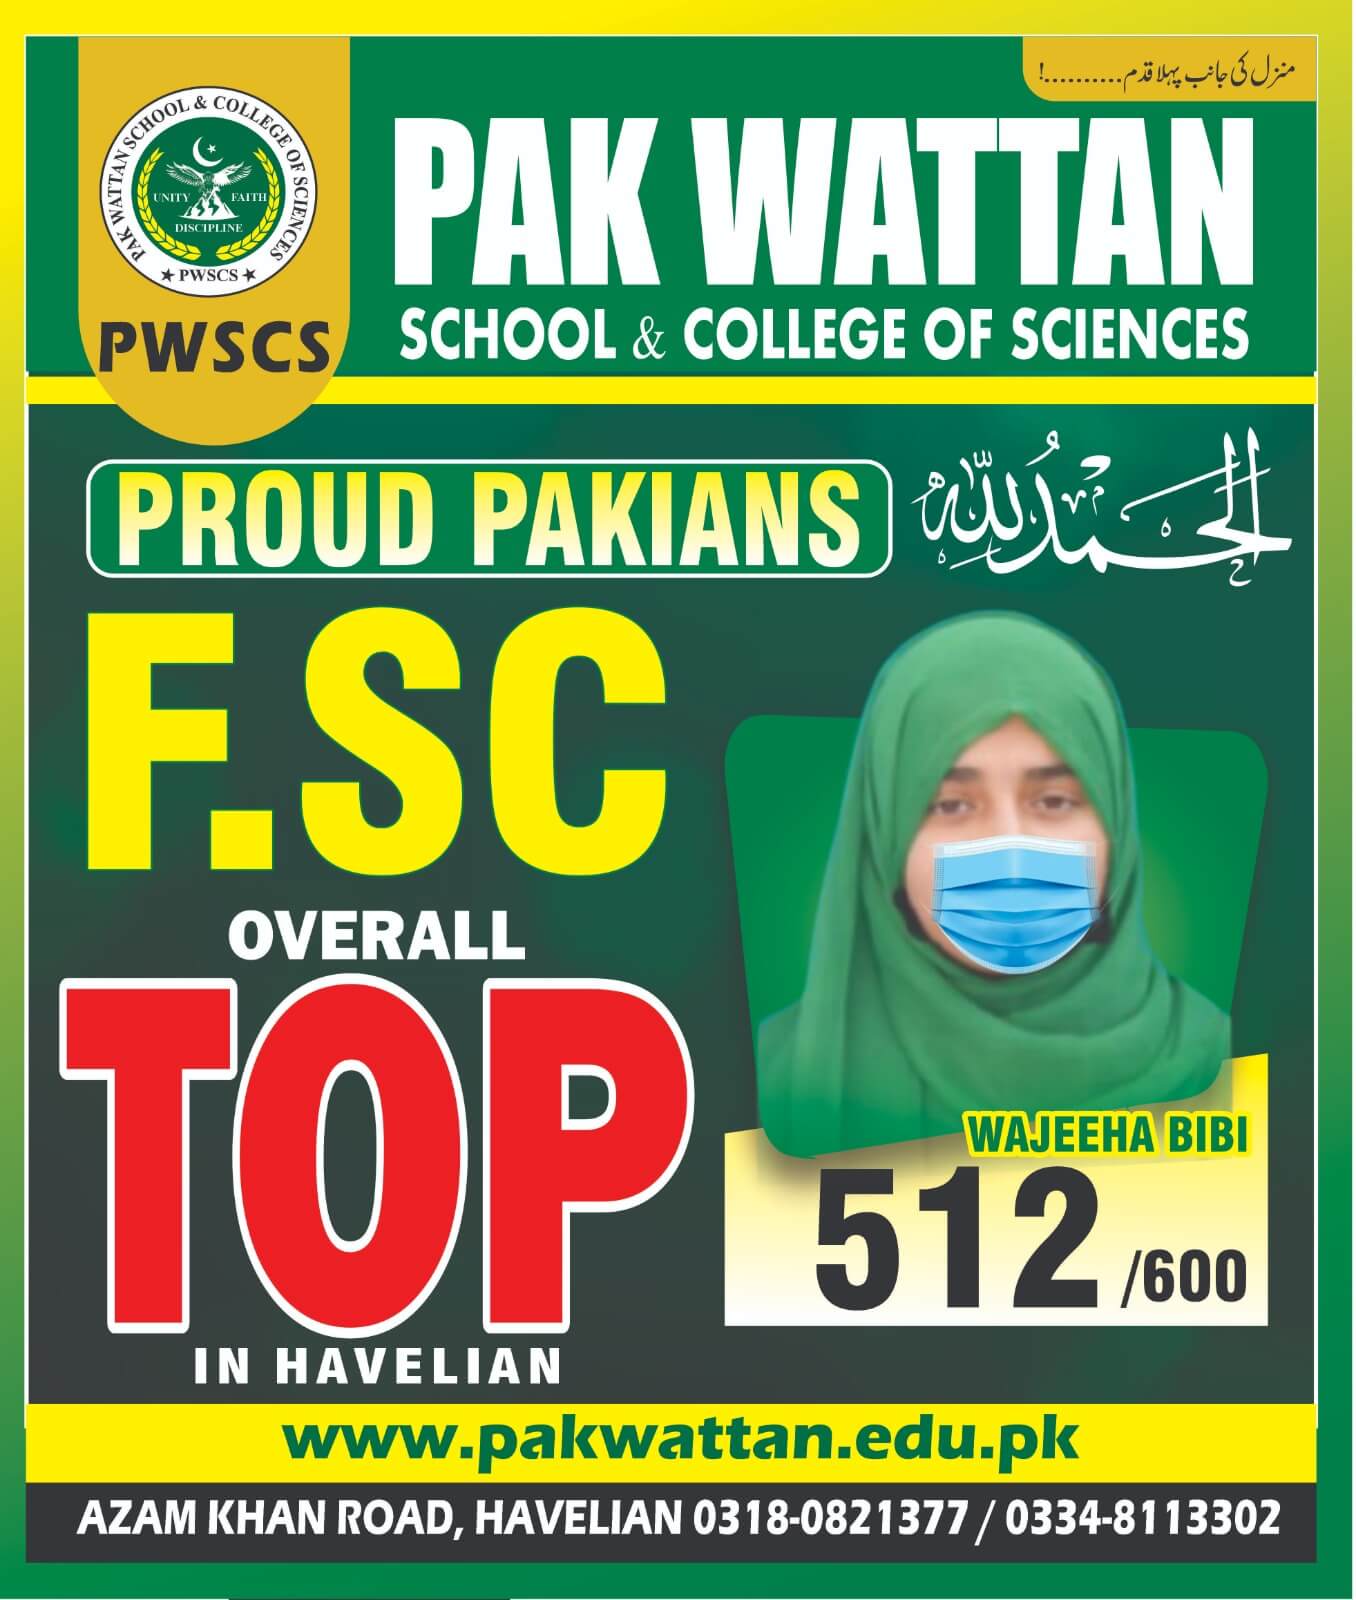 منزل کی جانب پہلا قدم..........!
PAK WATTAN SCHOOL & COLLEGE OF SCIENCES
UNITY FAITH
DISCIPLINE
★ PWSCS ★
PWSCS
PAK WATTAN
SCHOOL & COLLEGE OF SCIENCES
PROUD PAKIANS
الحمدُللہ
F.SC
OVERALL
TOP
IN HAVELIAN
WAJEEHA BIBI
512/600
www.pakwattan.edu.pk
AZAM KHAN ROAD, HAVELIAN 0318-0821377 / 0334-8113302